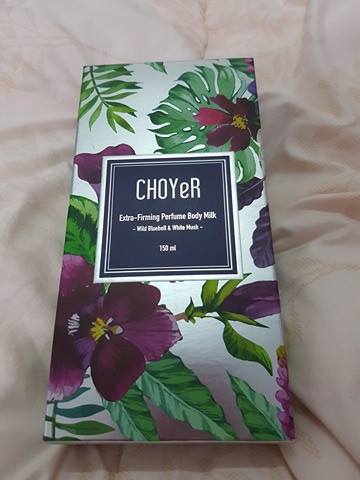 CHOYeR
Extra-Firming Perfume Body Milk
- Wild Bluebell & White Musk -
150 ml